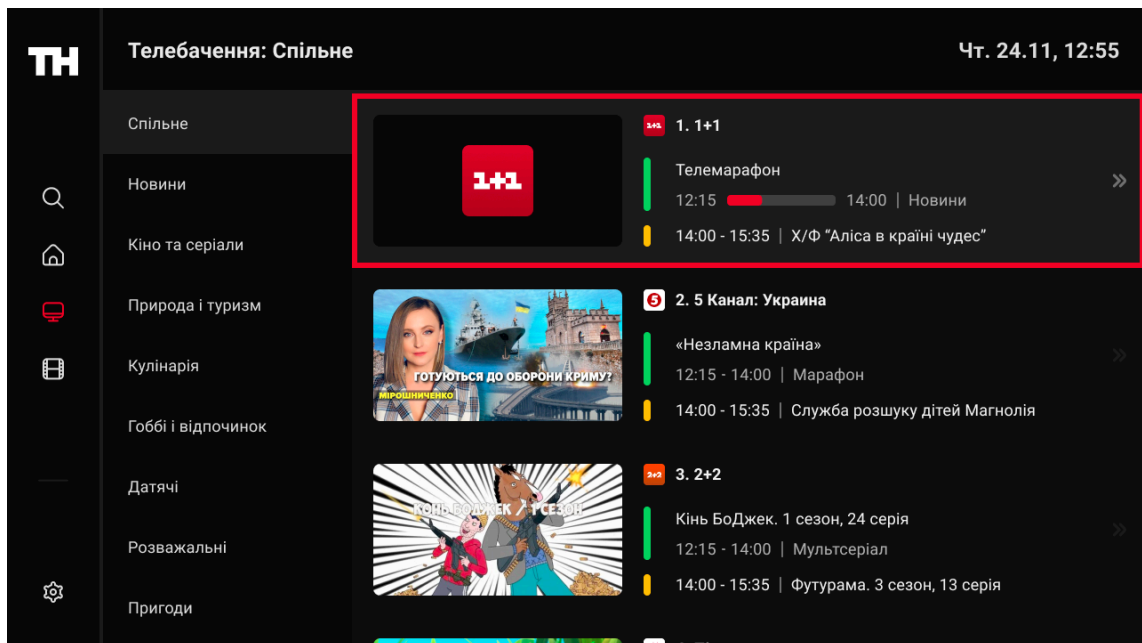 ТН
Телебачення: Спільне
Чт. 24.11, 12:55
Спільне
Новини
Кіно та серіали
Природа і туризм
Кулінарія
Гоббі і відпочинок
Датячі
Розважальні
Пригоди
1+1
1+1
1. 1+1
Телемарафон
12:15 14:00 | Новини
14:00 - 15:35 | Х/Ф “Аліса в країні чудес”
ГОТУЮТЬСЯ ДО ОБОРОНИ КРИМУ?
МІРОШНИЧЕНКО
5
2. 5 Канал: Украина
«Незламна країна»
12:15 - 14:00 | Марафон
14:00 - 15:35 | Служба розшуку дітей Магнолія
КОНЬ БОДЖЕК / 1 СЕЗОН
2+2
3. 2+2
Кінь БоДжек. 1 сезон, 24 серія
12:15 - 14:00 | Мультсеріал
14:00 - 15:35 | Футурама. 3 сезон, 13 серія